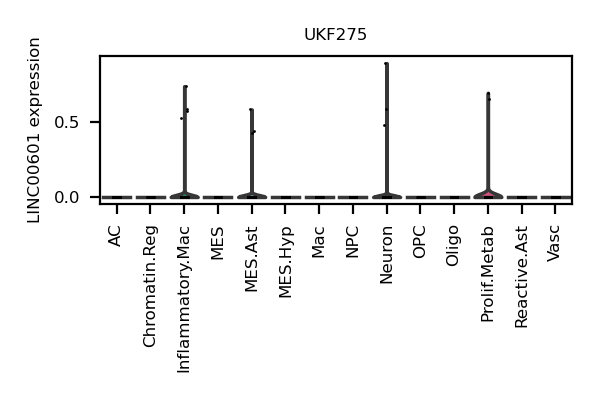 UKF275
LINC00601 expression
0.5
0.0
AC
Chromatin.Reg
Inflammatory.Mac
MES
MES.Ast
MES.Hyp
Mac
NPC
Neuron
OPC
Oligo
Prolif.Metab
Reactive.Ast
Vasc